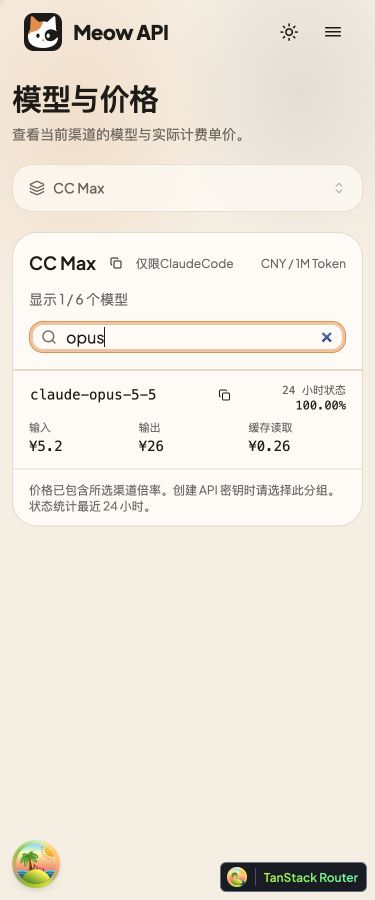 Meow API
模型与价格
查看当前渠道的模型与实际计费单价。
CC Max
CC Max 仅限ClaudeCode CNY / 1M Token
显示 1 / 6 个模型
opus
claude-opus-5-5 24 小时状态
100.00%
输入 输出 缓存读取
¥5.2 ¥26 ¥0.26
价格已包含所选渠道倍率。创建 API 密钥时请选择此分组。
状态统计最近 24 小时。
TanStack Router